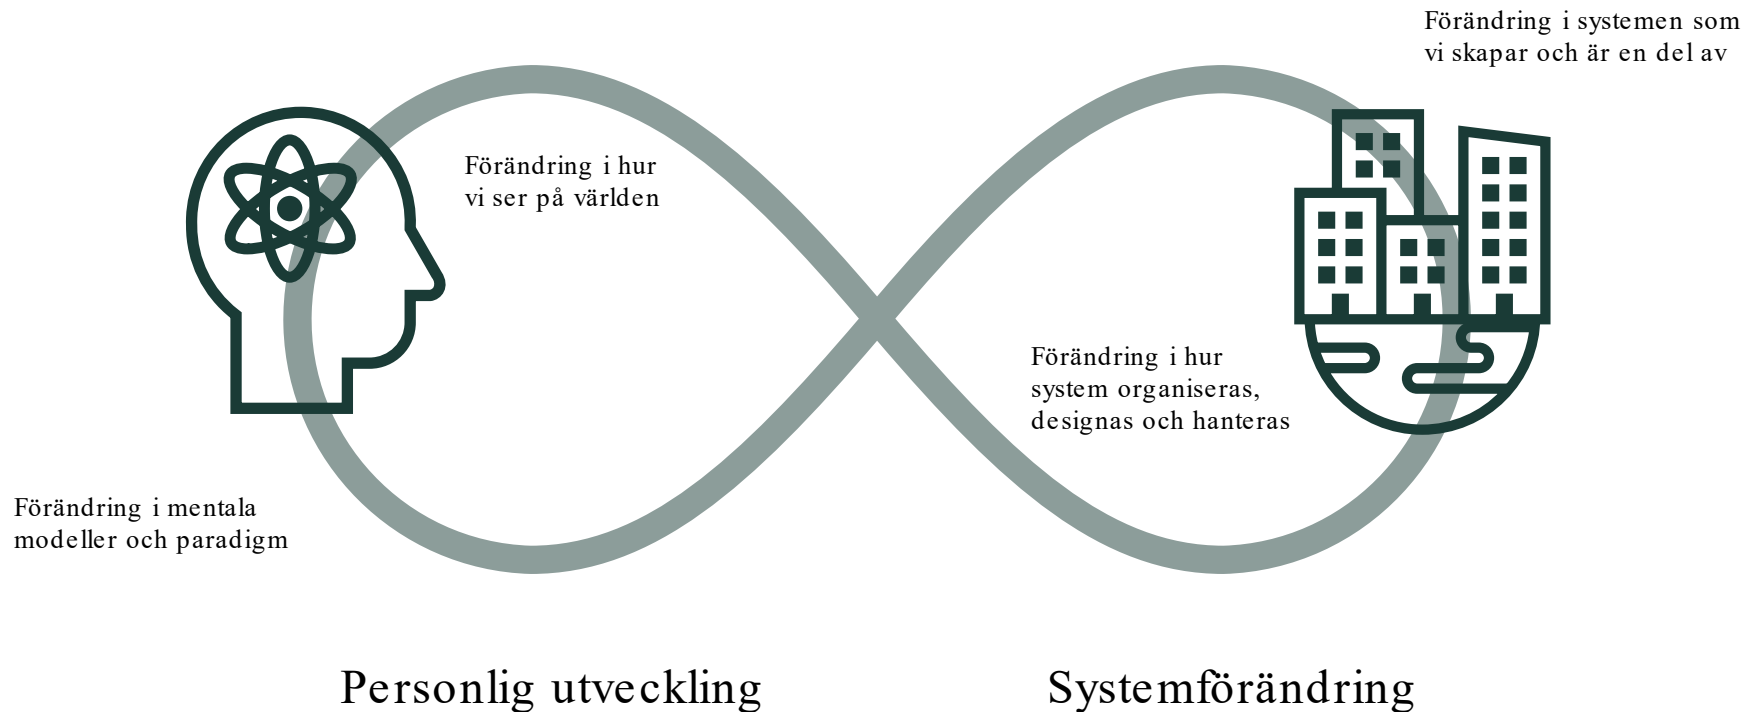 Förändring i systemen som
vi skapar och är en del av
Förändring i hur
vi ser på världen
Förändring i hur
system organiseras,
designas och hanteras
Förändring i mentala
modeller och paradigm
Personlig utveckling
Systemförändring